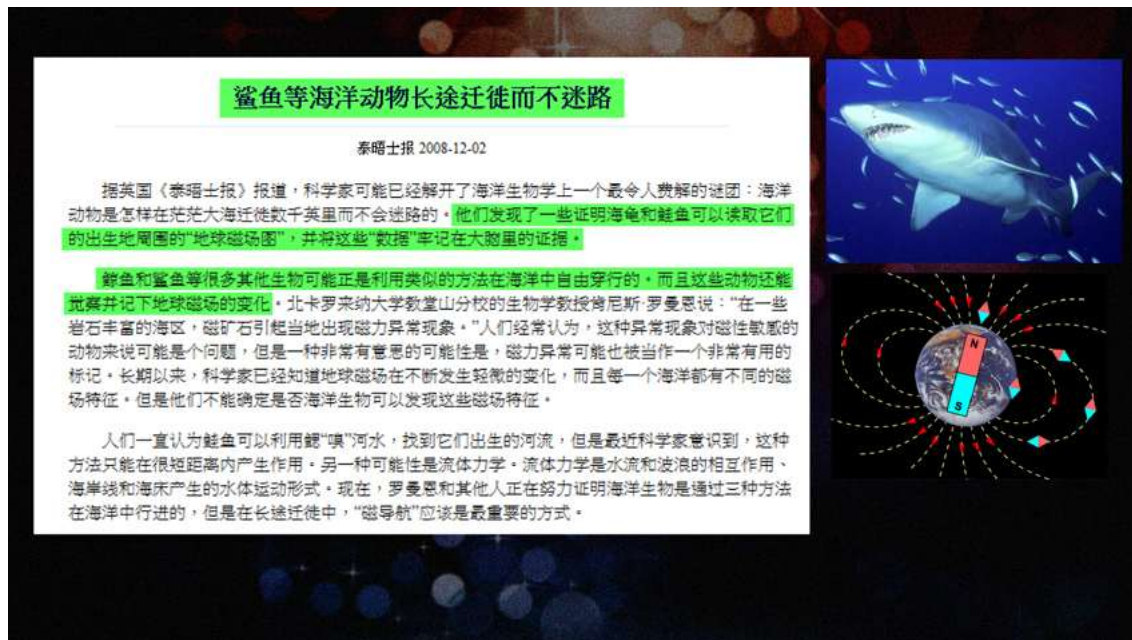 鲨鱼等海洋动物长途迁徙而不迷路
泰晤士报 2008-12-02
据英国《泰晤士报》报道，科学家可能已经解开了海洋生物学上一个最令人费解的谜团：海洋
动物是怎样在茫茫大海迁徙数千英里而不会迷路的。他们发现了一些证明海龟和鲑鱼可以读取它们
的出生地周围的“地球磁场图”，并将这些“数据”牢记在大脑里的证据。
鲸鱼和鲨鱼等很多其他生物可能正是利用类似的方法在海洋中自由穿行的。而且这些动物还能
觉察并记下地球磁场的变化。北卡罗来纳大学教堂山分校的生物学教授肯尼斯·罗曼恩说：“在一些
岩石丰富的海区，磁矿石引起当地出现磁力异常现象。”人们经常认为，这种异常现象对磁性敏感的
动物来说可能是个问题，但是一种非常有意思的可能性是，磁力异常可能也被当作一个非常有用的
标记。长期以来，科学家已经知道地球磁场在不断发生轻微的变化，而且每一个海洋都有不同的磁
场特征。但是他们不能确定是否海洋生物可以发现这些磁场特征。
人们一直认为鲑鱼可以利用鳃“嗅”河水，找到它们出生的河流，但是最近科学家意识到，这种
方法只能在很短距离内产生作用。另一种可能性是流体力学。流体力学是水流和波浪的相互作用、
海岸线和海床产生的水体运动形式。现在，罗曼恩和其他人正在努力证明海洋生物是通过三种方法
在海洋中行进的，但是在长途迁徙中，“磁导航”应该是最重要的方式。
N
S